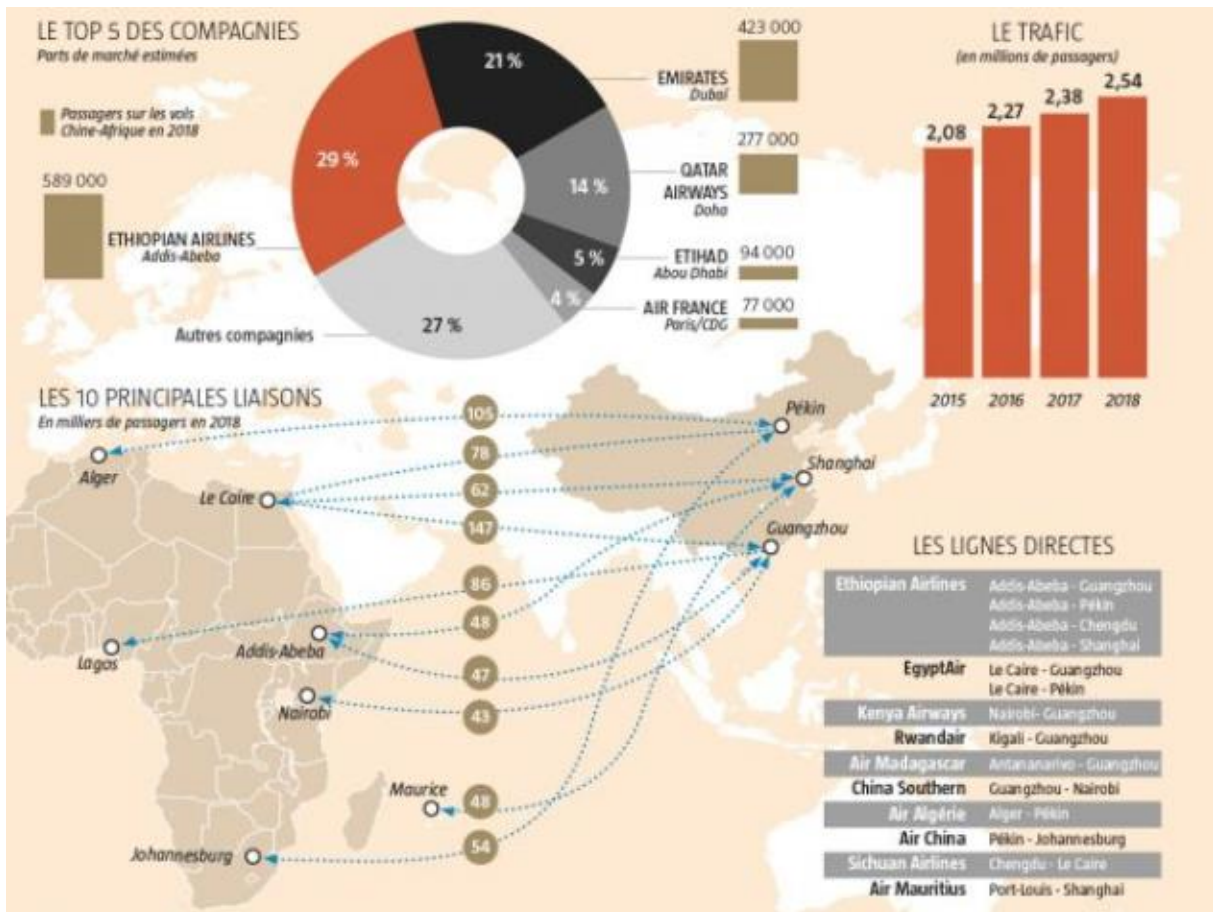 LE TOP 5 DES COMPAGNIES
Parts de marché estimées
Passagers sur les vols
Chine-Afrique en 2018
589 000
ETHIOPIAN AIRLINES
Addis-Abeba
29 %
21 %
14 %
5 %
4 %
27 %
Autres compagnies
423 000
EMIRATES
Dubaï
277 000
QATAR
AIRWAYS
Doha
94 000
ETIHAD
Abou Dhabi
77 000
AIR FRANCE
Paris/CDG
LE TRAFIC
(en millions de passagers)
2,08
2,27
2,38
2,54
2015
2016
2017
2018
LES 10 PRINCIPALES LIAISONS
En milliers de passagers en 2018
Alger
Le Caire
Lagos
Addis-Abeba
Nairobi
Maurice
Johannesburg
105
78
62
147
86
48
47
43
48
54
Pékin
Shanghai
Guangzhou
LES LIGNES DIRECTES
Ethiopian Airlines Addis-Abeba - Guangzhou
Addis-Abeba - Pékin
Addis-Abeba - Chengdu
Addis-Abeba - Shanghai
EgyptAir Le Caire - Guangzhou
Le Caire - Pékin
Kenya Airways Nairobi- Guangzhou
Rwandair Kigali - Guangzhou
Air Madagascar Antananarivo - Guangzhou
China Southern Guangzhou - Nairobi
Air Algérie Alger - Pékin
Air China Pékin - Johannesburg
Sichuan Airlines Chengdu - Le Caire
Air Mauritius Port-Louis - Shanghai